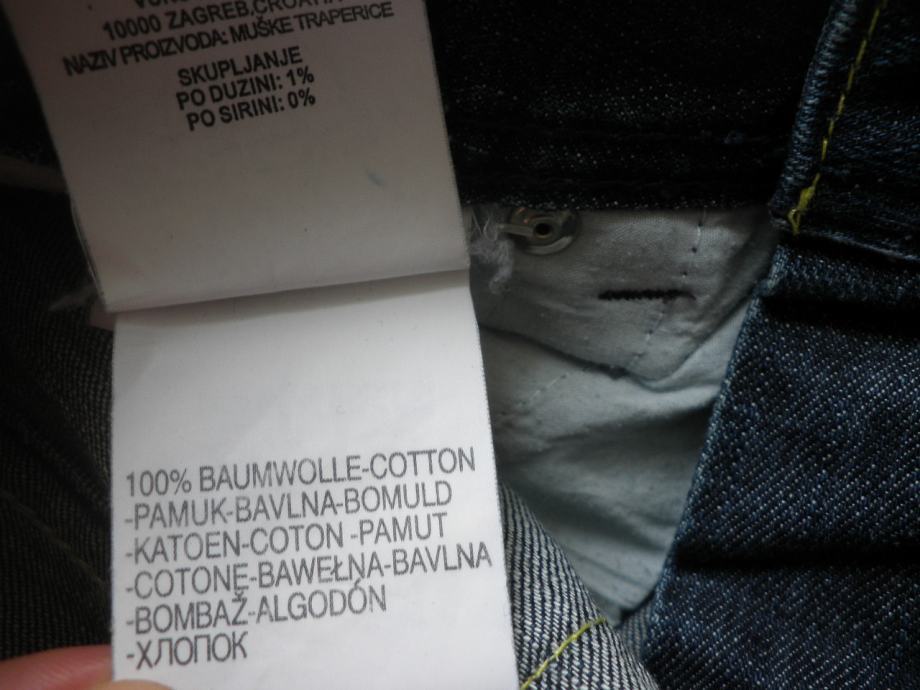 10000 ZAGREB, CROATIA
NAZIV PROIZVODA: MUŠKE TRAPERICE
SKUPLJANJE
PO DUZINI: 1%
PO SIRINI: 0%
100% BAUMWOLLE-COTTON
-PAMUK-BAVLNA-BOMULD
-KATOEN-COTON -PAMUT
-COTONE-BAWEŁNA-BAVLNA
-BOMBAŽ-ALGODÓN
-ХЛОПОК